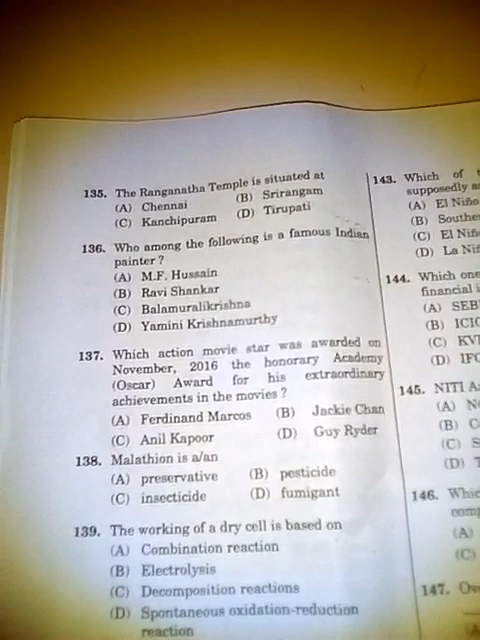 135. The Ranganatha Temple is situated at
(A) Chennai (B) Srirangam
(C) Kanchipuram (D) Tirupati
136. Who among the following is a famous Indian
painter ?
(A) M.F. Hussain
(B) Ravi Shankar
(C) Balamuralikrishna
(D) Yamini Krishnamurthy
137. Which action movie star was awarded on
November, 2016 the honorary Academy
(Oscar) Award for his extraordinary
achievements in the movies ?
(A) Ferdinand Marcos (B) Jackie Chan
(C) Anil Kapoor (D) Guy Ryder
138. Malathion is a/an
(A) preservative (B) pesticide
(C) insecticide (D) fumigant
139. The working of a dry cell is based on
(A) Combination reaction
(B) Electrolysis
(C) Decomposition reactions
(D) Spontaneous oxidation-reduction
reaction
143. Which of
supposedly
(A) El Niño
(B) Southe
(C) El Niñ
(D) La Niñ
144. Which one
financial i
(A) SEB
(B) ICIC
(C) KVI
(D) IFC
145. NITI A
(A) N
(B) C
(C) S
(D)
146. Whic
comp
(A)
(C)
147. Ov